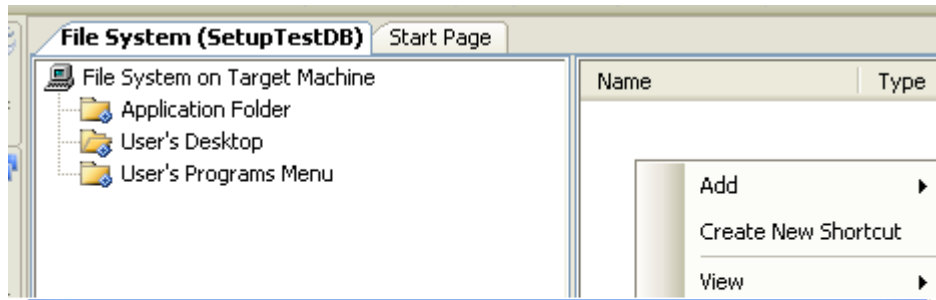 File System (SetupTestDB) Start Page
File System on Target Machine
Application Folder
User's Desktop
User's Programs Menu
Name Type
Add
Create New Shortcut
View